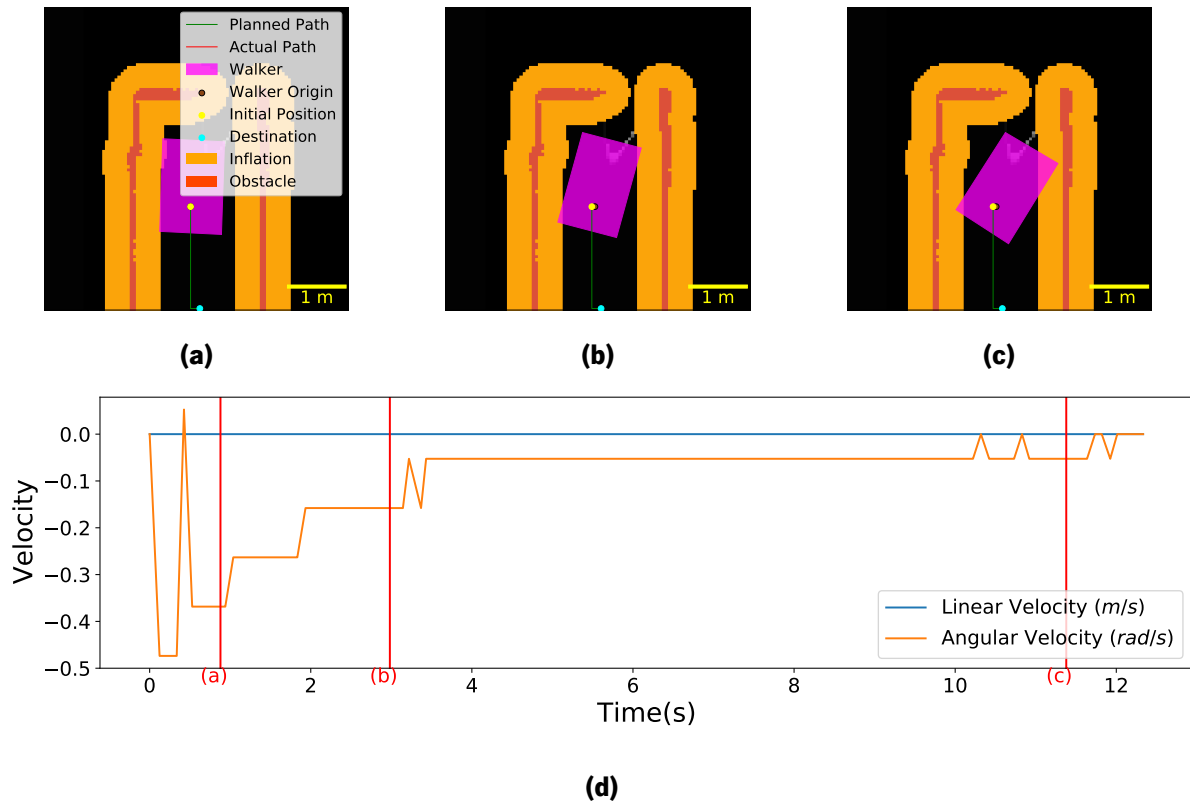 Planned Path
Actual Path
Walker
Walker Origin
Initial Position
Destination
Inflation
Obstacle
1 m
1 m
1 m
(a)
(b)
(c)
0.0
−0.1
−0.2
−0.3
−0.4
−0.5
Velocity
Linear Velocity (m/s)
Angular Velocity (rad/s)
(a)
(b)
(c)
0
2
4
6
8
10
12
Time(s)
(d)